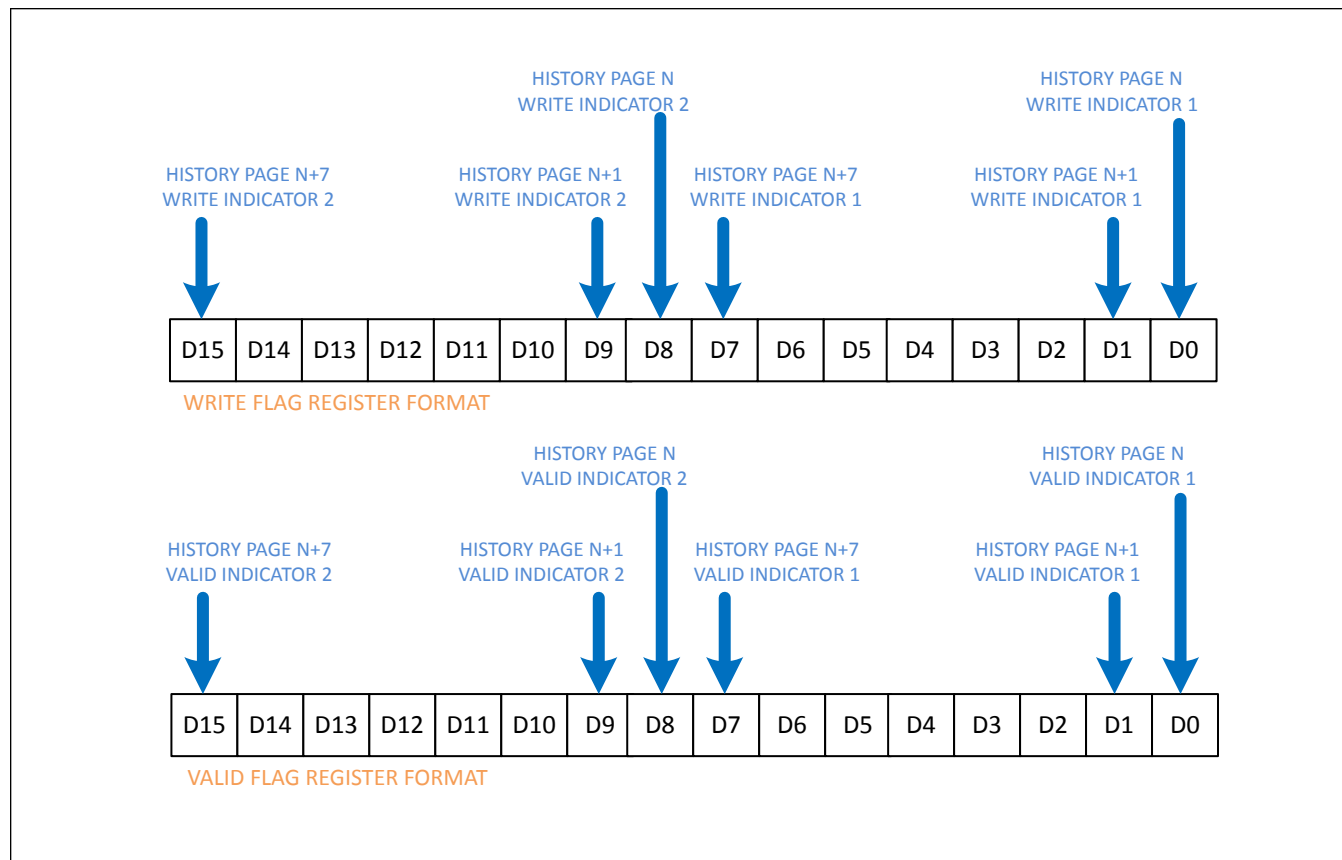 HISTORY PAGE N
WRITE INDICATOR 2
HISTORY PAGE N
WRITE INDICATOR 1
HISTORY PAGE N+7
WRITE INDICATOR 2
HISTORY PAGE N+1
WRITE INDICATOR 2
HISTORY PAGE N+7
WRITE INDICATOR 1
HISTORY PAGE N+1
WRITE INDICATOR 1
D15 D14 D13 D12 D11 D10 D9 D8 D7 D6 D5 D4 D3 D2 D1 D0
WRITE FLAG REGISTER FORMAT
HISTORY PAGE N
VALID INDICATOR 2
HISTORY PAGE N
VALID INDICATOR 1
HISTORY PAGE N+7
VALID INDICATOR 2
HISTORY PAGE N+1
VALID INDICATOR 2
HISTORY PAGE N+7
VALID INDICATOR 1
HISTORY PAGE N+1
VALID INDICATOR 1
D15 D14 D13 D12 D11 D10 D9 D8 D7 D6 D5 D4 D3 D2 D1 D0
VALID FLAG REGISTER FORMAT